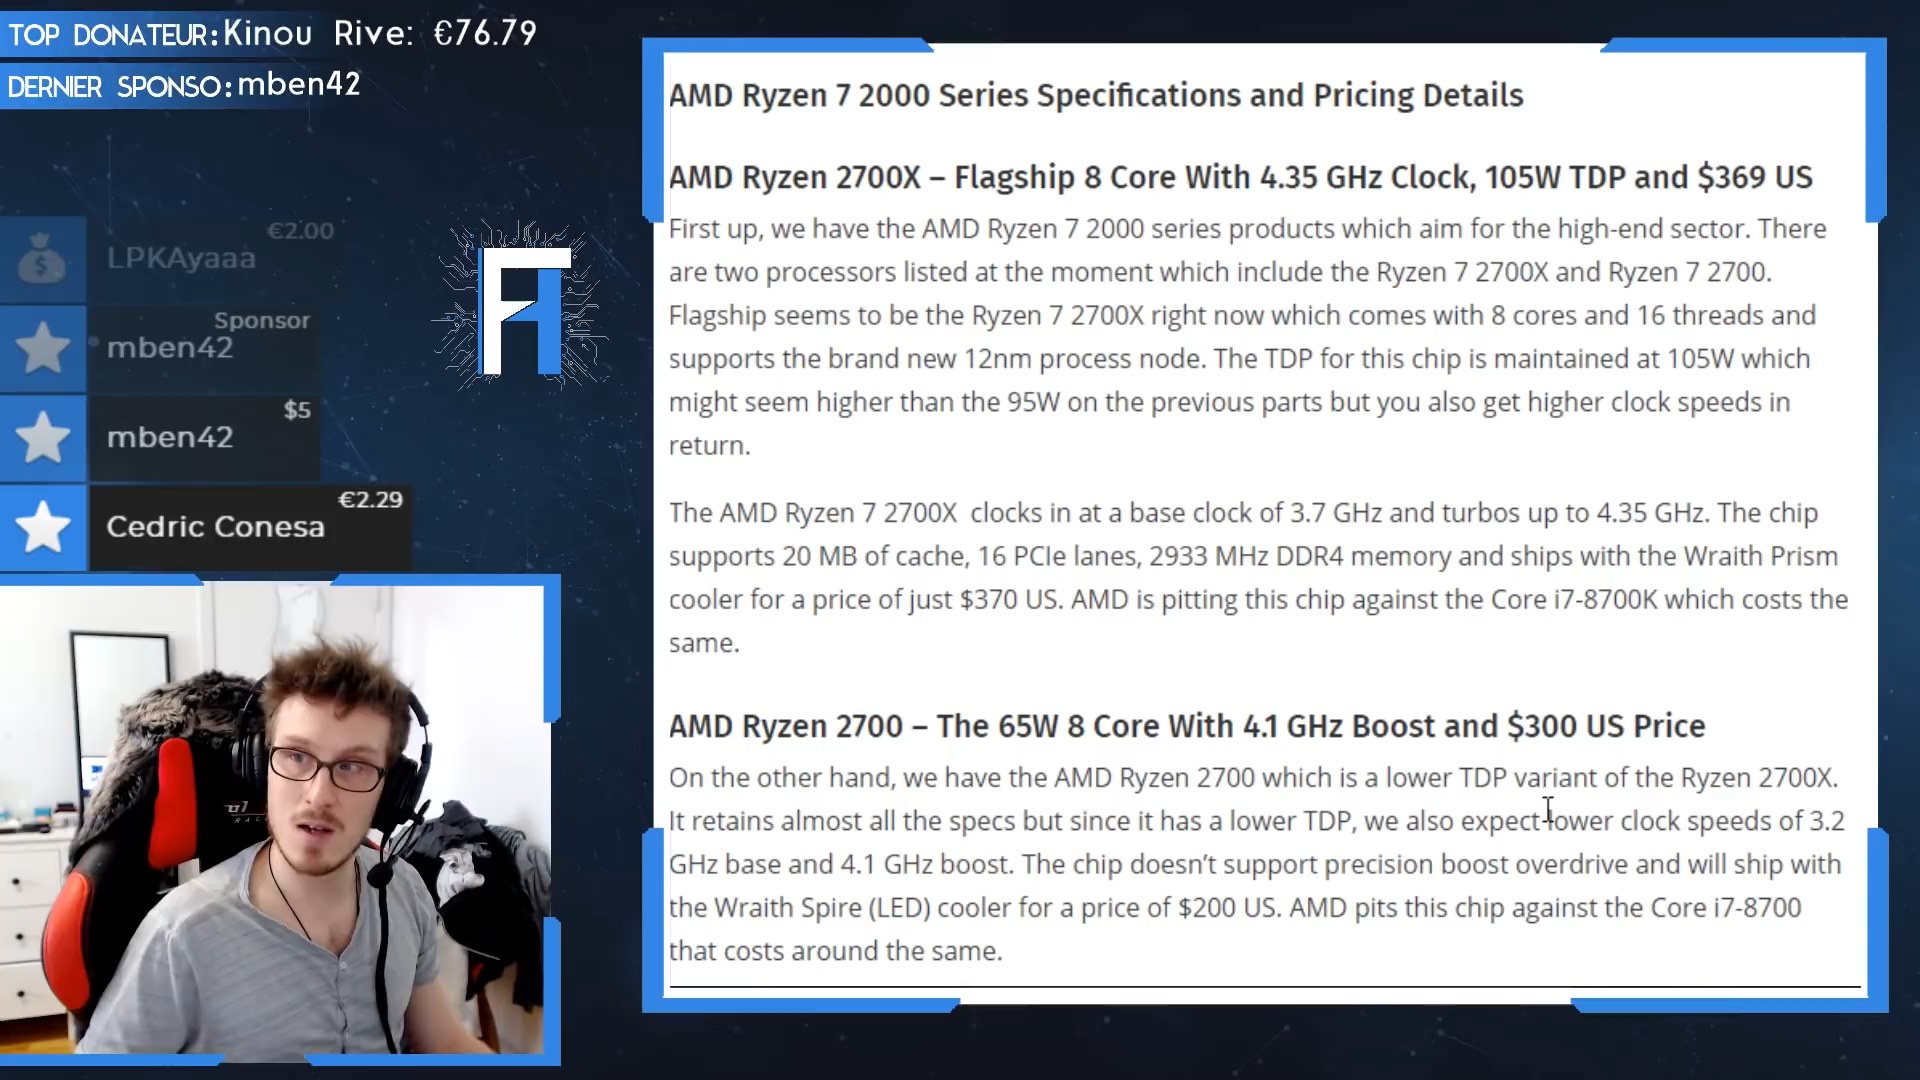 TOP DONATEUR:Kinou Rive: €76.79
DERNIER SPONSO:mben42
€2.00
LPKAyaaa
Sponsor
mben42
$5
mben42
€2.29
Cedric Conesa
AMD Ryzen 7 2000 Series Specifications and Pricing Details
AMD Ryzen 2700X – Flagship 8 Core With 4.35 GHz Clock, 105W TDP and $369 US
First up, we have the AMD Ryzen 7 2000 series products which aim for the high-end sector. There
are two processors listed at the moment which include the Ryzen 7 2700X and Ryzen 7 2700.
Flagship seems to be the Ryzen 7 2700X right now which comes with 8 cores and 16 threads and
supports the brand new 12nm process node. The TDP for this chip is maintained at 105W which
might seem higher than the 95W on the previous parts but you also get higher clock speeds in
return.
The AMD Ryzen 7 2700X clocks in at a base clock of 3.7 GHz and turbos up to 4.35 GHz. The chip
supports 20 MB of cache, 16 PCIe lanes, 2933 MHz DDR4 memory and ships with the Wraith Prism
cooler for a price of just $370 US. AMD is pitting this chip against the Core i7-8700K which costs the
same.
AMD Ryzen 2700 – The 65W 8 Core With 4.1 GHz Boost and $300 US Price
On the other hand, we have the AMD Ryzen 2700 which is a lower TDP variant of the Ryzen 2700X.
It retains almost all the specs but since it has a lower TDP, we also expect lower clock speeds of 3.2
GHz base and 4.1 GHz boost. The chip doesn't support precision boost overdrive and will ship with
the Wraith Spire (LED) cooler for a price of $200 US. AMD pits this chip against the Core i7-8700
that costs around the same.